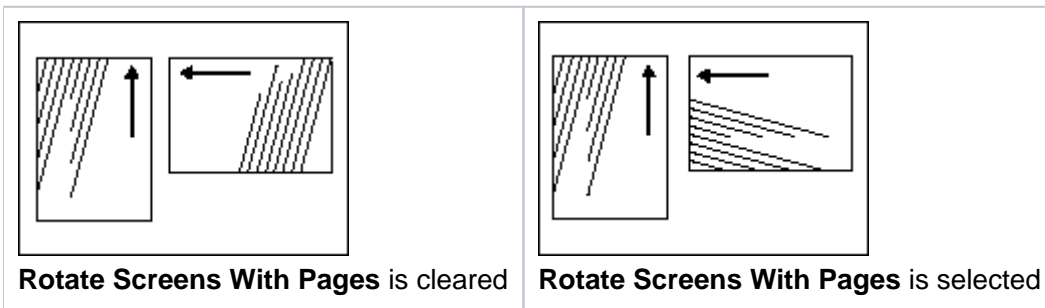 Rotate Screens With Pages is cleared
Rotate Screens With Pages is selected